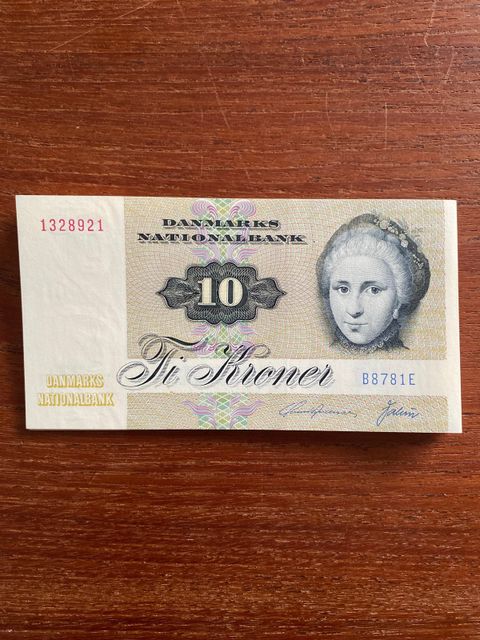 1328921
DANMARKS
NATIONALBANK
10
Ti Kroner
B8781E
DANMARKS
NATIONALBANK